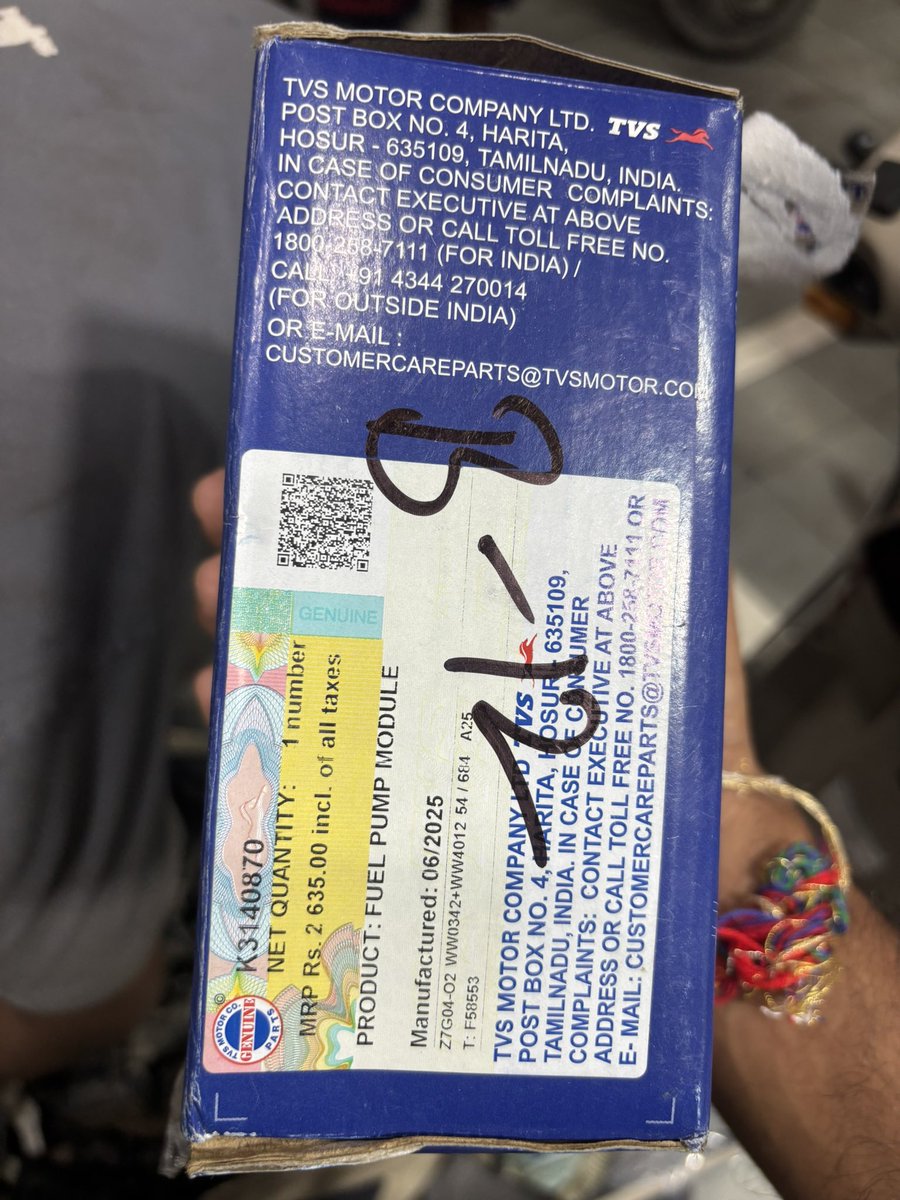 TVS MOTOR COMPANY LTD. TVS
POST BOX NO. 4, HARITA,
HOSUR - 635109, TAMILNADU, INDIA.
IN CASE OF CONSUMER COMPLAINTS:
CONTACT EXECUTIVE AT ABOVE
ADDRESS OR CALL TOLL FREE NO.
1800-258-7111 (FOR INDIA) /
CALL +91 4344 270014
(FOR OUTSIDE INDIA)
OR E-MAIL :
CUSTOMERCAREPARTS@TVSMOTOR.COM
GENUINE
TVS MOTOR CO. GENUINE PARTS
K3140870
NET QUANTITY: 1 number
MRP Rs. 2 635.00 incl. of all taxes
PRODUCT: FUEL PUMP MODULE
Manufactured: 06/2025
Z7G04-O2 WW0342+WW4012 54 / 684 A25
T: F58553
TVS MOTOR COMPANY LTD TVS
POST BOX NO. 4, HARITA, HOSUR - 635109,
TAMILNADU, INDIA. IN CASE OF CONSUMER
COMPLAINTS: CONTACT EXECUTIVE AT ABOVE
ADDRESS OR CALL TOLL FREE NO. 1800-258-7111 OR
E- MAIL: CUSTOMERCAREPARTS@TVSMOTOR.COM